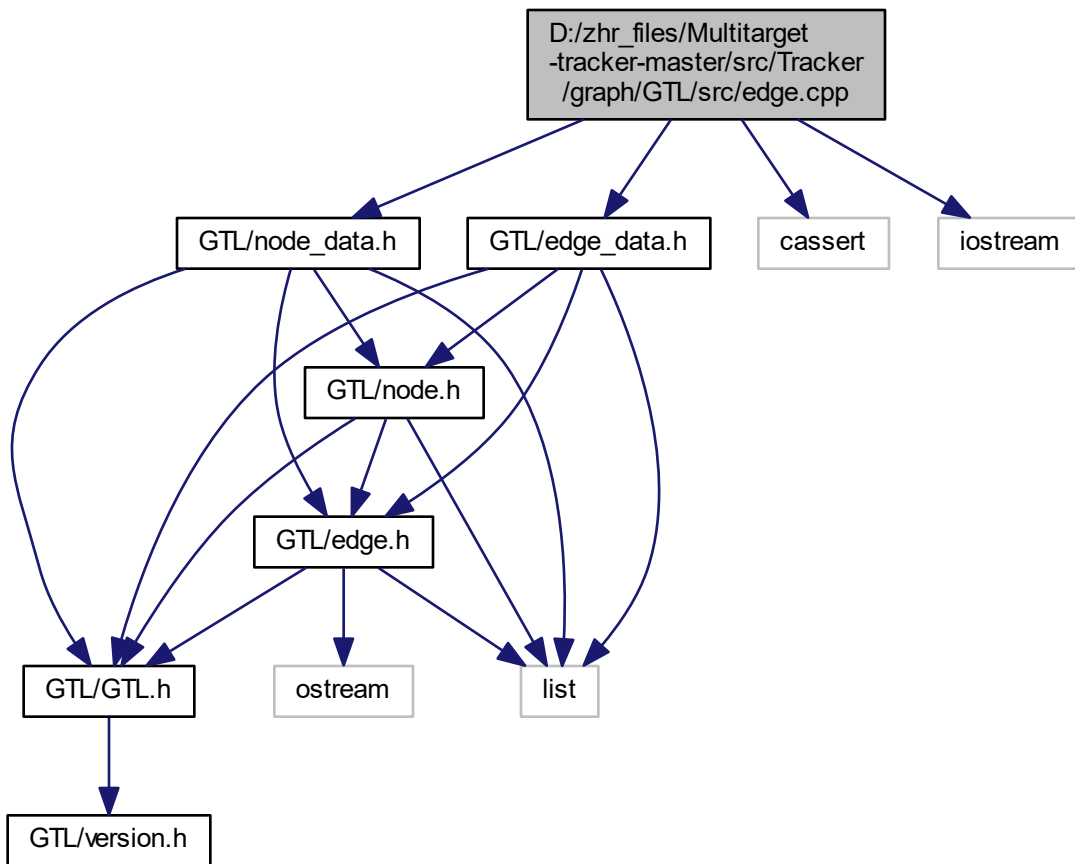 D:/zhr_files/Multitarget
-tracker-master/src/Tracker
/graph/GTL/src/edge.cpp
GTL/node_data.h
GTL/edge_data.h
cassert
iostream
GTL/node.h
GTL/edge.h
GTL/GTL.h
ostream
list
GTL/version.h